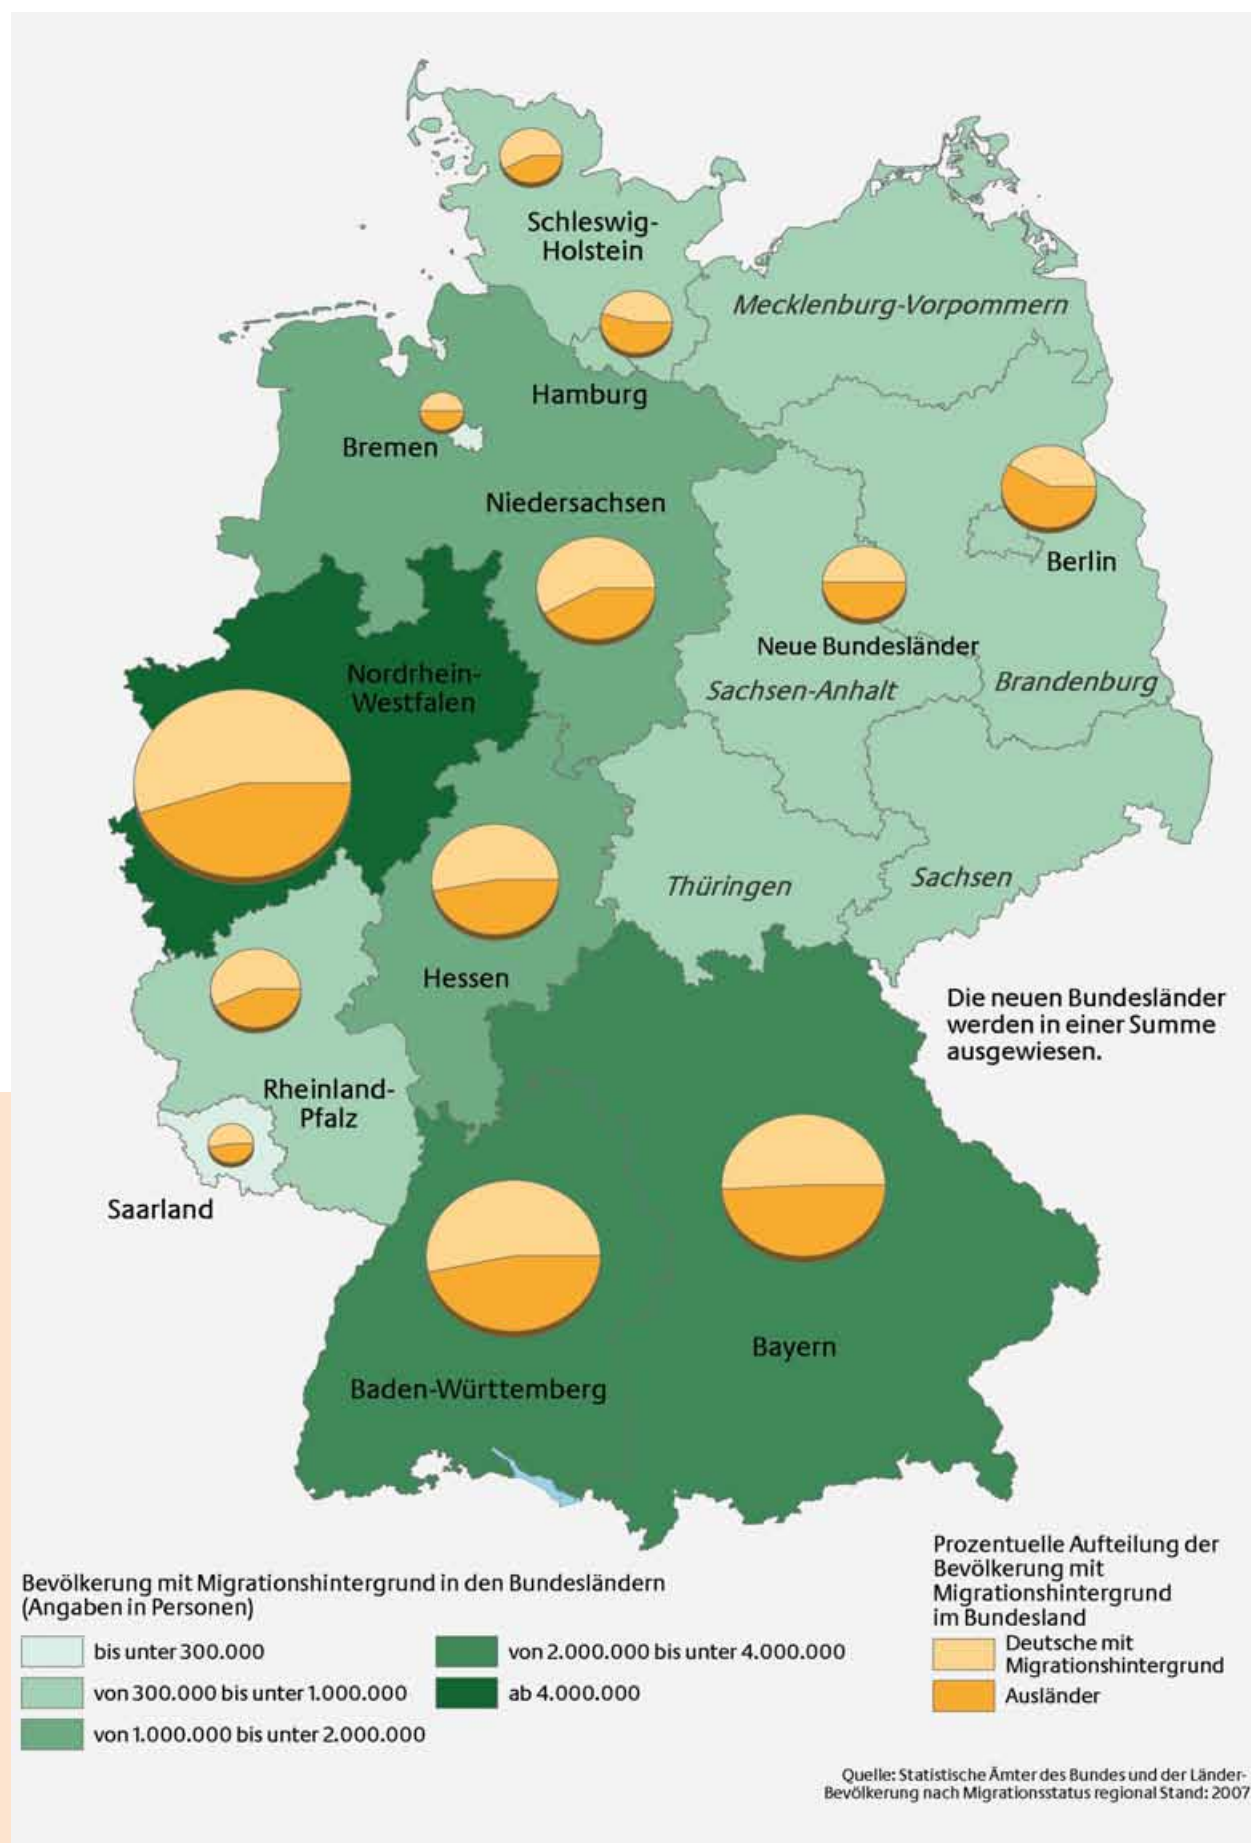 Schleswig-
Holstein
Mecklenburg-Vorpommern
Hamburg
Bremen
Niedersachsen
Berlin
Neue Bundesländer
Nordrhein-
Westfalen
Sachsen-Anhalt
Brandenburg
Thüringen
Sachsen
Hessen
Die neuen Bundesländer
werden in einer Summe
ausgewiesen.
Rheinland-
Pfalz
Saarland
Bayern
Baden-Württemberg
Bevölkerung mit Migrationshintergrund in den Bundesländern
(Angaben in Personen)
bis unter 300.000
von 300.000 bis unter 1.000.000
von 1.000.000 bis unter 2.000.000
von 2.000.000 bis unter 4.000.000
ab 4.000.000
Prozentuelle Aufteilung der
Bevölkerung mit
Migrationshintergrund
im Bundesland
Deutsche mit
Migrationshintergrund
Ausländer
Quelle: Statistische Ämter des Bundes und der Länder-
Bevölkerung nach Migrationsstatus regional Stand: 2007